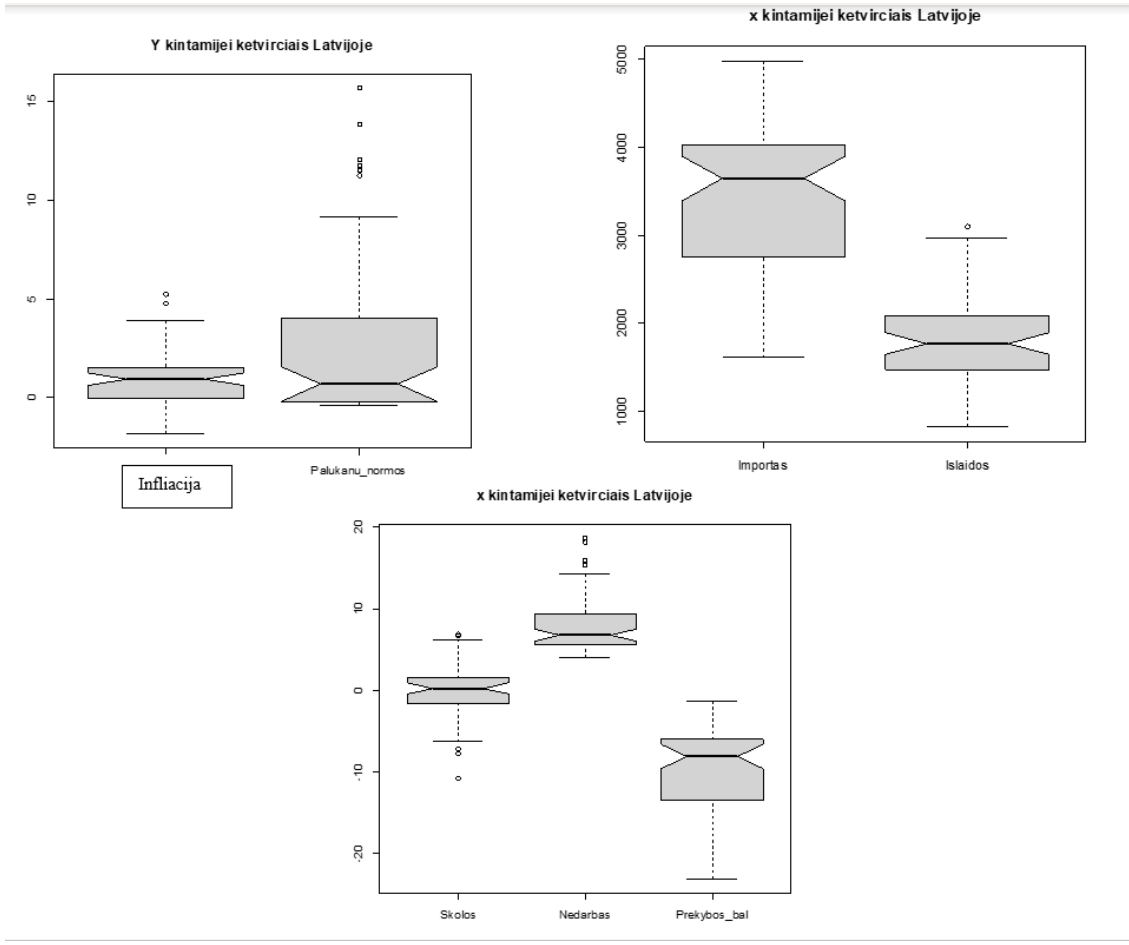 Y kintamijei ketvirciais Latvijoje
15
10
5
0
Infliacija
Palukanu_normos
x kintamijei ketvirciais Latvijoje
5000
4000
3000
2000
1000
Importas
Islaidos
x kintamijei ketvirciais Latvijoje
20
10
0
-10
-20
Skolos
Nedarbas
Prekybos_bal